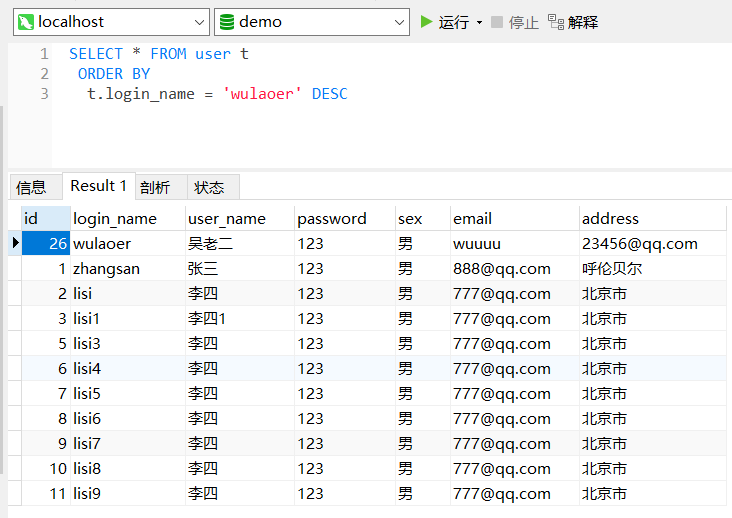 localhost demo 运行 停止 解释
1 SELECT * FROM user t
2 ORDER BY
3 t.login_name = 'wulaoer' DESC
信息 Result 1 剖析 状态
id login_name user_name password sex email address
26 wulaoer 吴老二 123 男 wuuuu 23456@qq.com
1 zhangsan 张三 123 男 888@qq.com 呼伦贝尔
2 lisi 李四 123 男 777@qq.com 北京市
3 lisi1 李四1 123 男 777@qq.com 北京市
5 lisi3 李四 123 男 777@qq.com 北京市
6 lisi4 李四 123 男 777@qq.com 北京市
7 lisi5 李四 123 男 777@qq.com 北京市
8 lisi6 李四 123 男 777@qq.com 北京市
9 lisi7 李四 123 男 777@qq.com 北京市
10 lisi8 李四 123 男 777@qq.com 北京市
11 lisi9 李四 123 男 777@qq.com 北京市